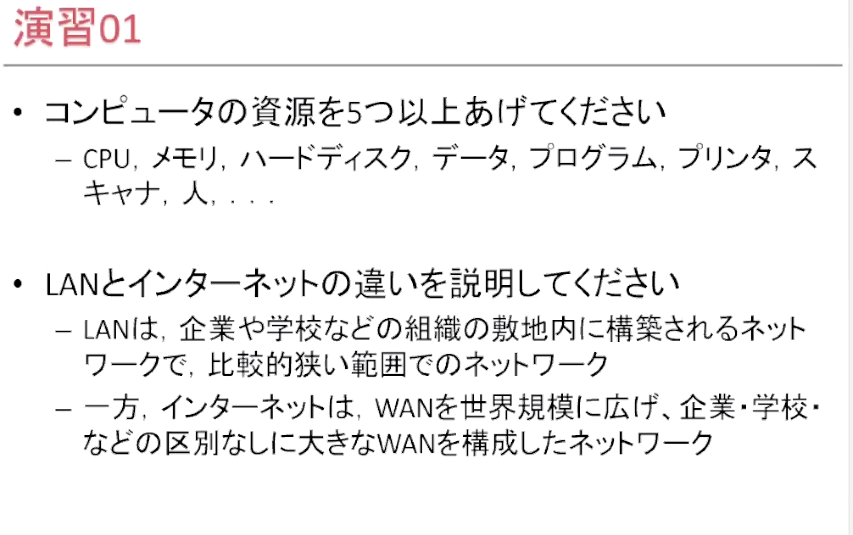 演習01
• コンピュータの資源を5つ以上あげてください
– CPU, メモリ, ハードディスク, データ, プログラム, プリンタ, ス
キャナ, 人, . . .
• LANとインターネットの違いを説明してください
– LANは, 企業や学校などの組織の敷地内に構築されるネット
ワークで, 比較的狭い範囲でのネットワーク
– 一方, インターネットは, WANを世界規模に広げ、企業・学校・
などの区別なしに大きなWANを構成したネットワーク